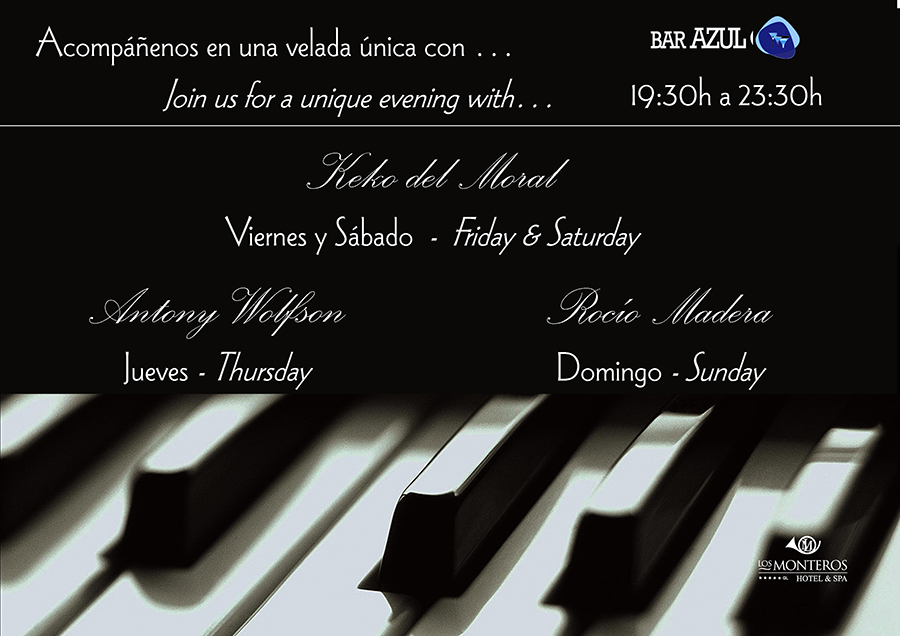 Acompáñenos en una velada única con ...
BAR AZUL
Join us for a unique evening with...
19:30h a 23:30h
Keko del Moral
Viernes y Sábado - Friday & Saturday
Antony Wolfson
Rocío Madera
Jueves - Thursday
Domingo - Sunday
LOS MONTEROS
★★★★★ GL HOTEL & SPA